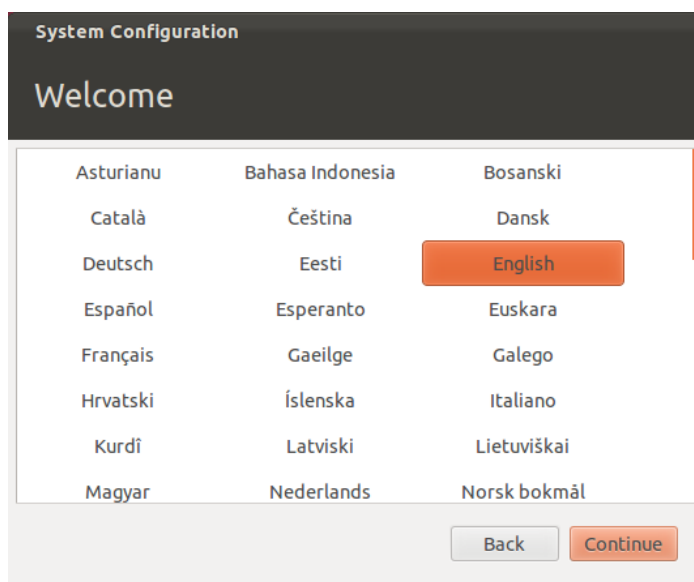 System Configuration
Welcome
Asturianu Bahasa Indonesia Bosanski
Català Čeština Dansk
Deutsch Eesti English
Español Esperanto Euskara
Français Gaeilge Galego
Hrvatski Íslenska Italiano
Kurdî Latviski Lietuviškai
Magyar Nederlands Norsk bokmål
Back Continue